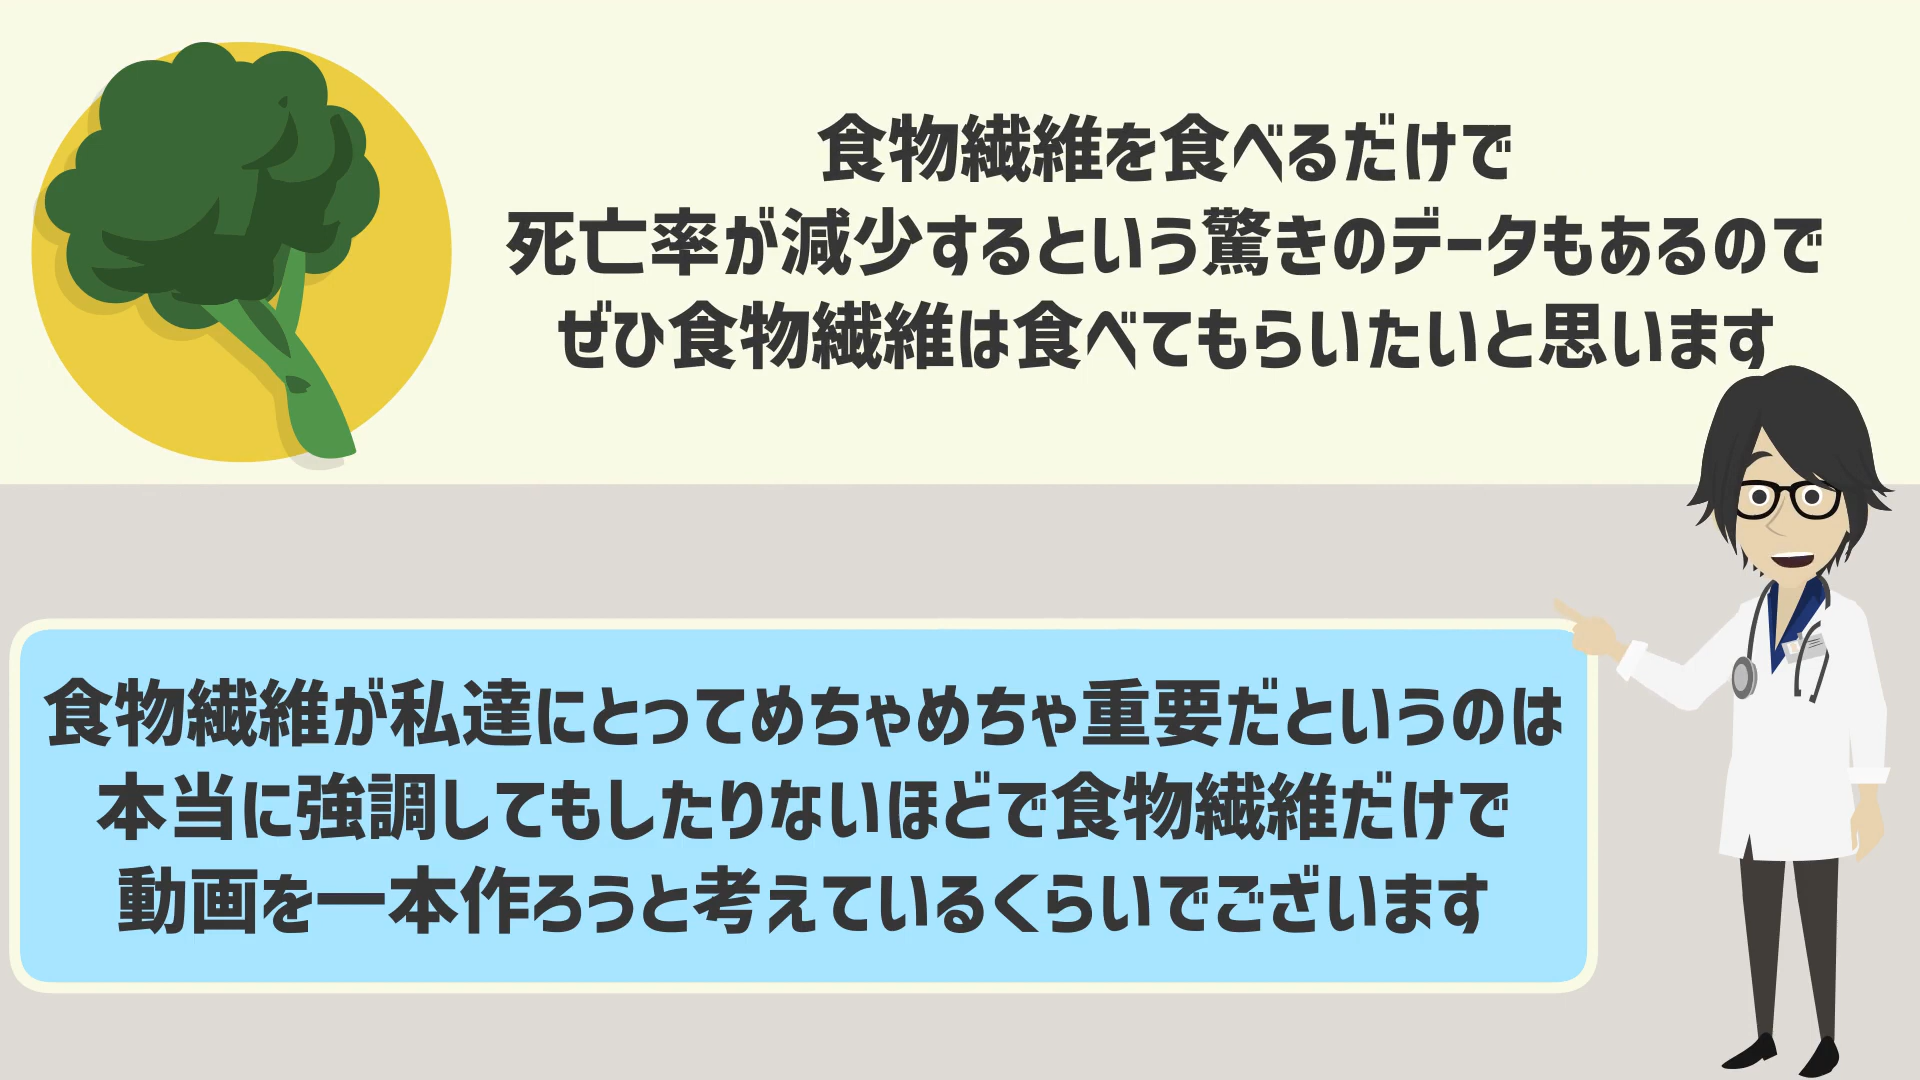 食物繊維を食べるだけで
死亡率が減少するという驚きのデータもあるので
ぜひ食物繊維は食べてもらいたいと思います
食物繊維が私達にとってめちゃめちゃ重要だというのは
本当に強調してもしたりないほどで食物繊維だけで
動画を一本作ろうと考えているくらいでございます